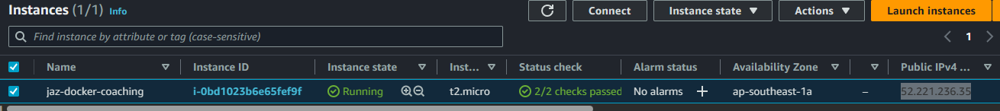 Instances (1/1) Info Connect Instance state Actions Launch instances
Find instance by attribute or tag (case-sensitive) 1
Name Instance ID Instance state Inst... Status check Alarm status Availability Zone Public IPv4 ...
jaz-docker-coaching i-0bd1023b6e65fef9f Running t2.micro 2/2 checks passed No alarms + ap-southeast-1a – 52.221.236.35